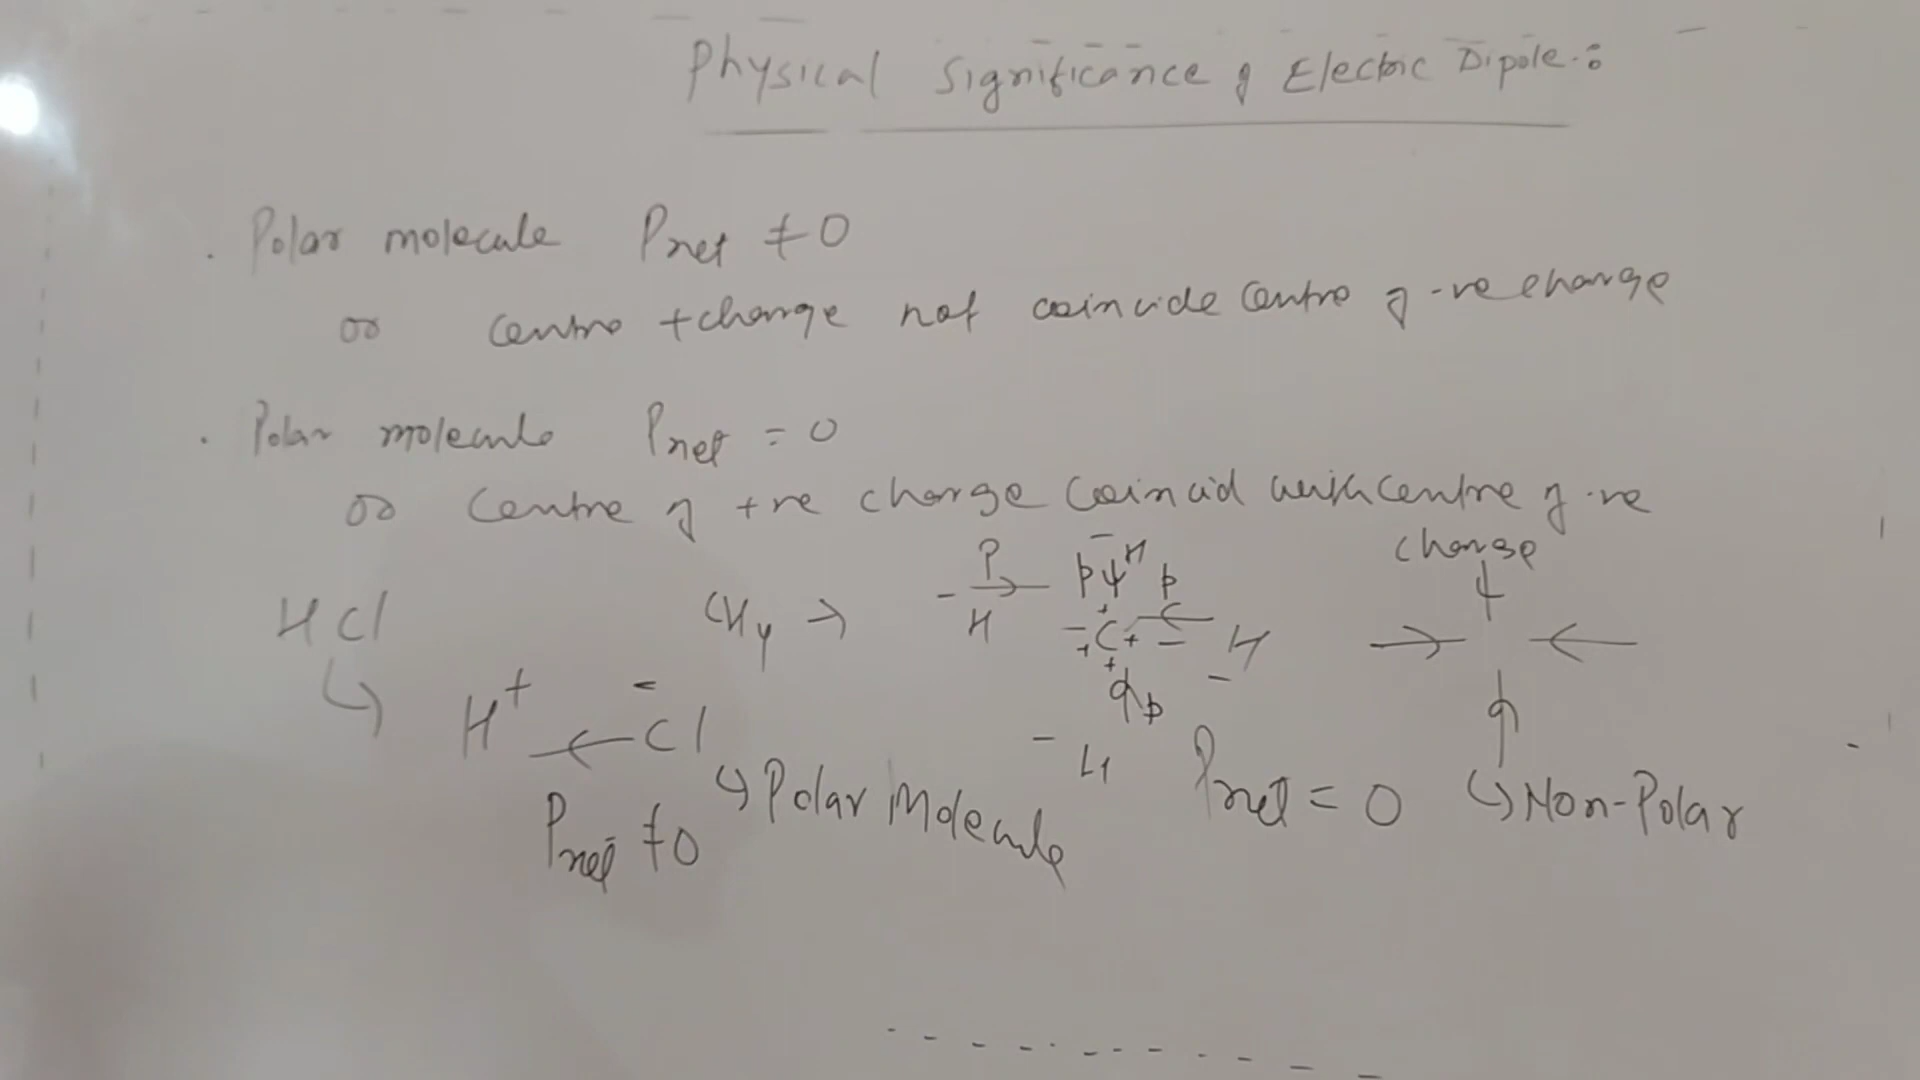 Physical Significance of Electric Dipole :
. Polar molecule Pnet ≠ 0
or centre + charge not coincide centre of -ve charge
. Polar molecule Pnet = 0
or Centre of +ve charge coincid with centre of -ve
charge
HCl
CH4 →
- P H
- H
P P
- C + -
H
-
P
- H
H+ ← Cl -
Pnet ≠ 0
↳ Polar Molecule
Pnet = 0
↳ Non-Polar